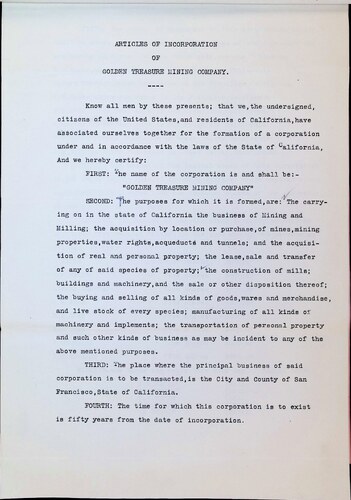 ARTICLES OF INCORPORATION
OF
GOLDEN TREASURE MINING COMPANY.
----
Know all men by these presents; that we,the undersigned,
citizens of the United States,and residents of California,have
associated ourselves together for the formation of a corporation
under and in accordance with the laws of the State of California,
And we hereby certify:
FIRST: The name of the corporation is and shall be:-
"GOLDEN TREASURE MINING COMPANY"
SECOND: The purposes for which it is formed,are: The carry-
ing on in the state of California the business of Mining and
Milling; the acquisition by location or purchase,of mines,mining
properties,water rights,acqueducts and tunnels; and the acquisi-
tion of real and personal property; the lease,sale and transfer
of any of said species of property; the construction of mills;
buildings and machinery,and the sale or other disposition thereof;
the buying and selling of all kinds of goods,wares and merchandise,
and live stock of every species; manufacturing of all kinds of
machinery and implements; the transportation of personal property
and such other kinds of business as may be incident to any of the
above mentioned purposes.
THIRD: The place where the principal business of said
corporation is to be transacted,is the City and County of San
Francisco,State of California.
FOURTH: The time for which this corporation is to exist
is fifty years from the date of incorporation.